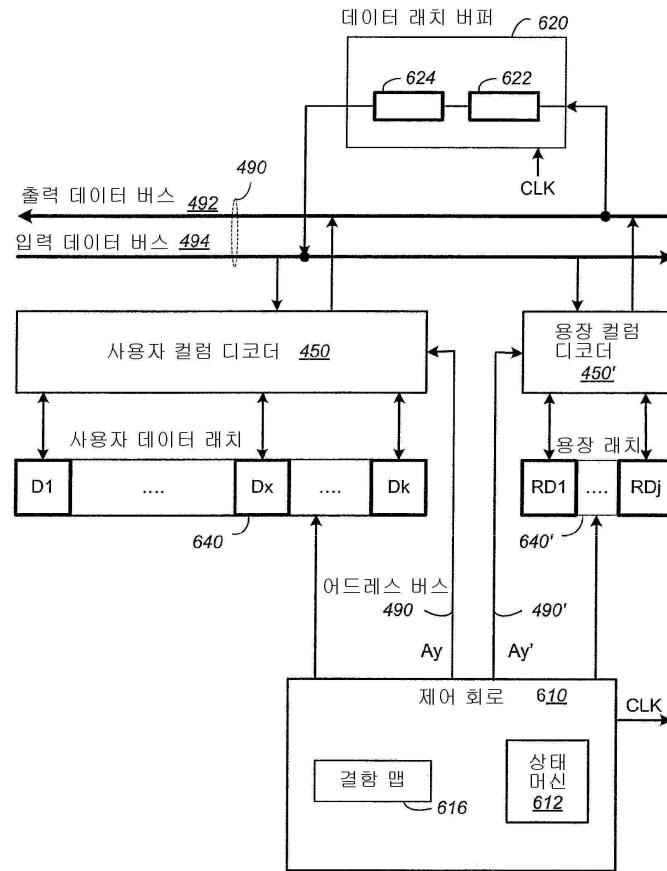 데이터 래치 버퍼
620
624
622
CLK
490
출력 데이터 버스 492
입력 데이터 버스 494
사용자 컬럼 디코더 450
용장 컬럼
디코더
450'
사용자 데이터 래치
용장 래치
D1
....
Dx
....
Dk
RD1
....
RDj
640
640'
어드레스 버스
490
490'
Ay
Ay'
제어 회로 610
CLK
결함 맵
616
상태
머신
612